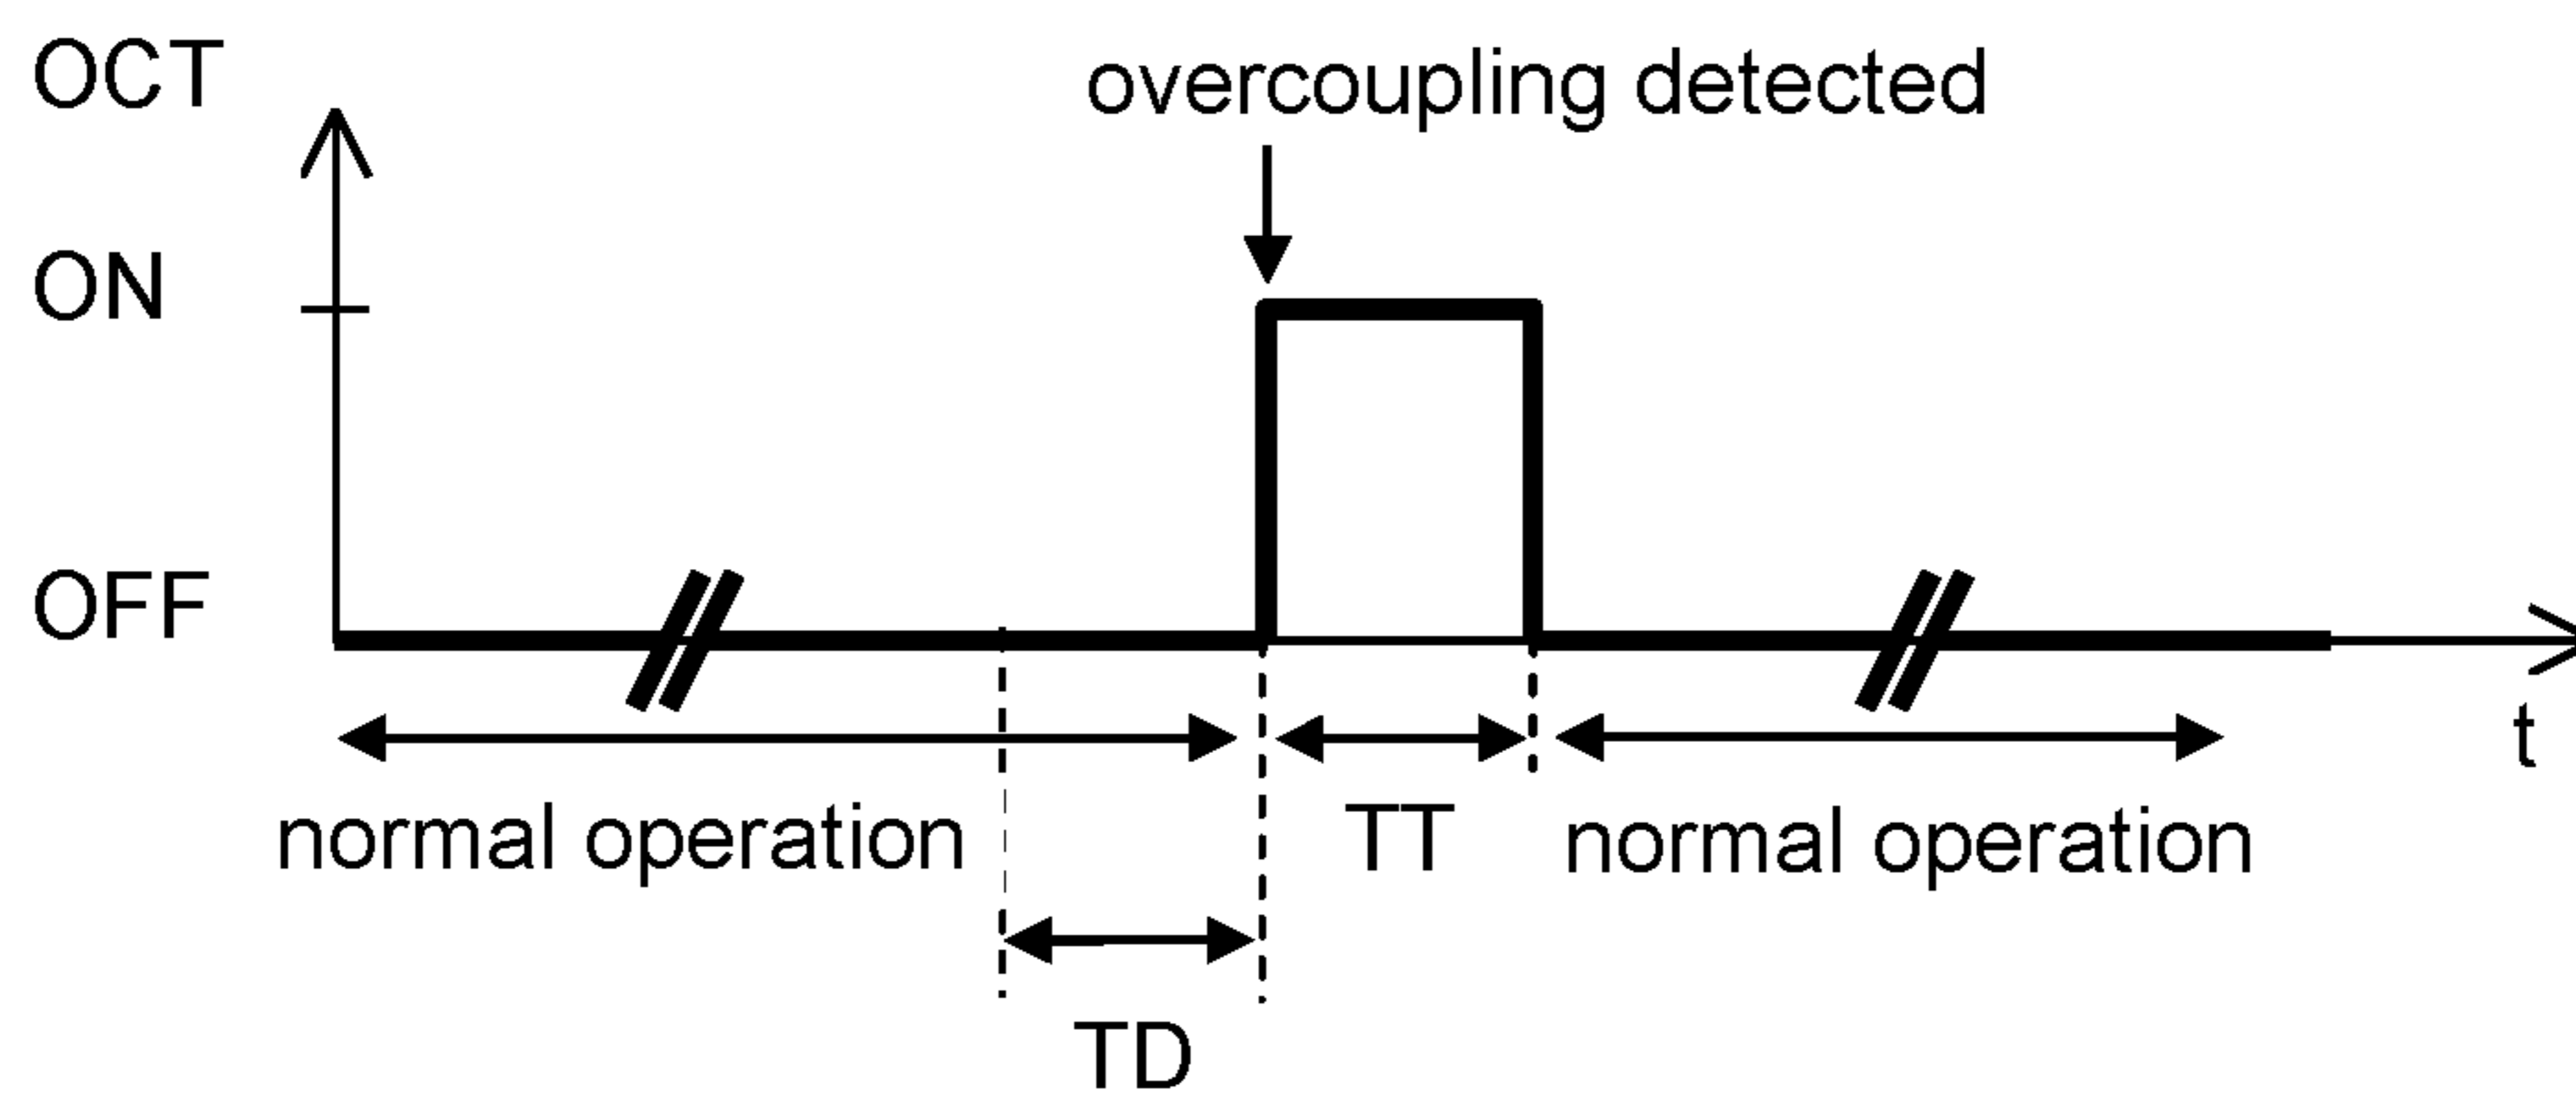 OCT
overcoupling detected
ON
OFF
t
normal operation
TT
normal operation
TD